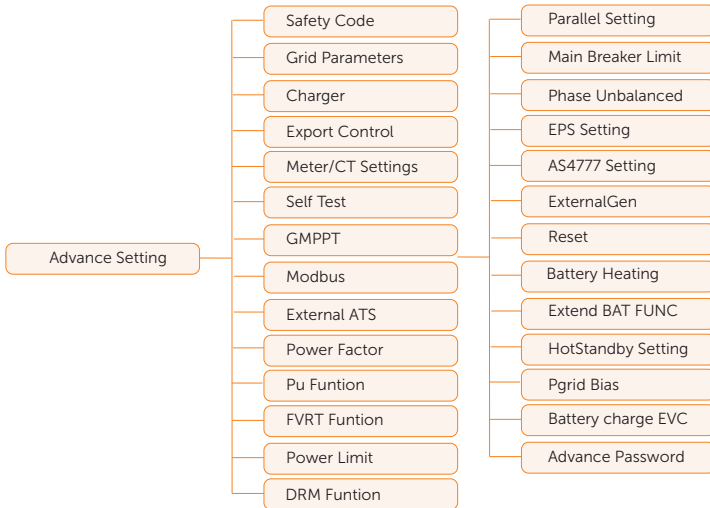 Advance Setting
Safety Code
Grid Parameters
Charger
Export Control
Meter/CT Settings
Self Test
GMPPT
Modbus
External ATS
Power Factor
Pu Funtion
FVRT Funtion
Power Limit
DRM Funtion
Parallel Setting
Main Breaker Limit
Phase Unbalanced
EPS Setting
AS4777 Setting
ExternalGen
Reset
Battery Heating
Extend BAT FUNC
HotStandby Setting
Pgrid Bias
Battery charge EVC
Advance Password